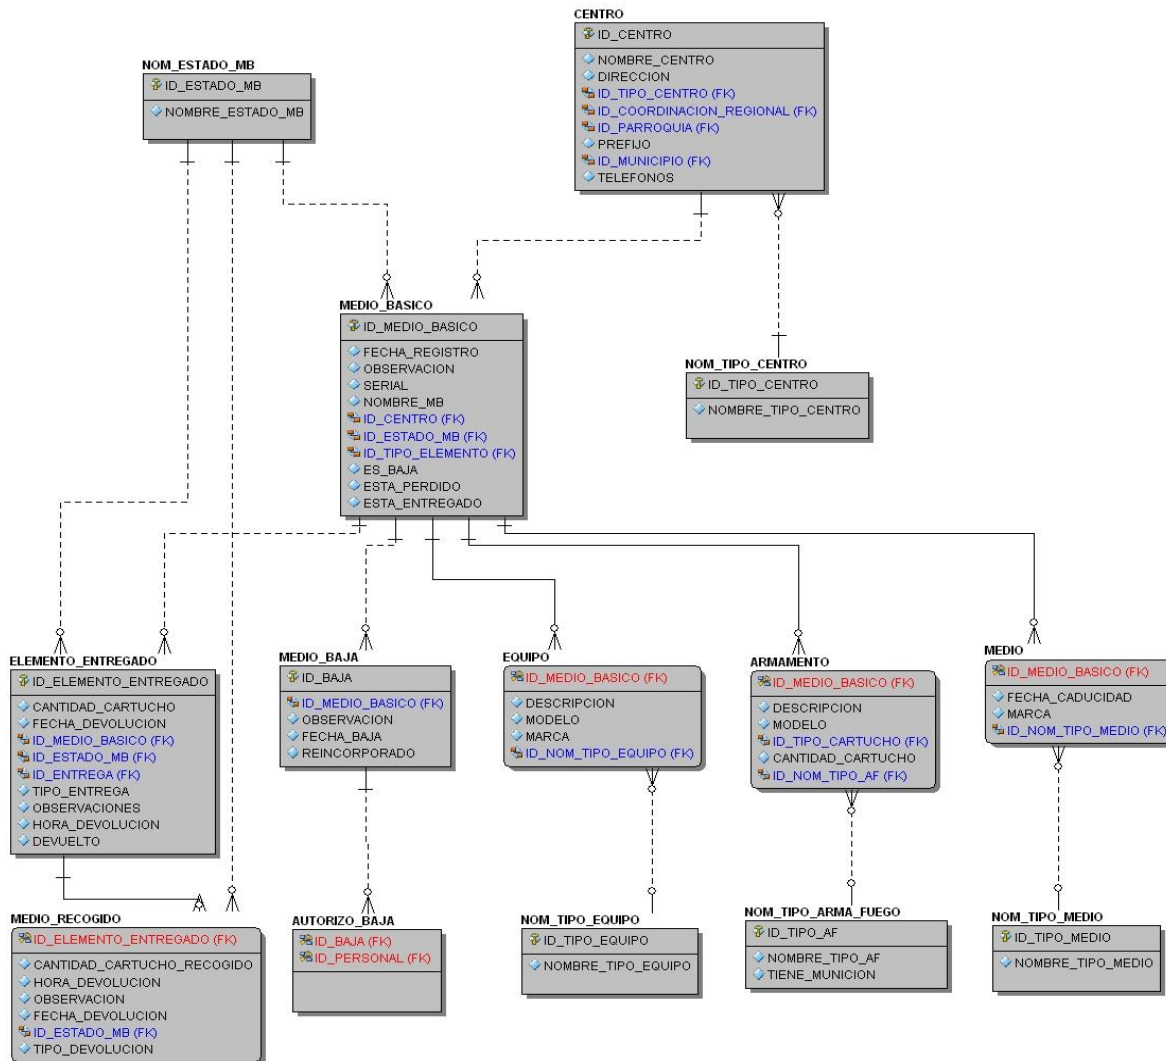 CENTRO
ID_CENTRO
NOMBRE_CENTRO
DIRECCION
ID_TIPO_CENTRO (FK)
ID_COORDINACION_REGIONAL (FK)
ID_PARROQUIA (FK)
PREFIJO
ID_MUNICIPIO (FK)
TELEFONOS
NOM_ESTADO_MB
ID_ESTADO_MB
NOMBRE_ESTADO_MB
MEDIO_BASICO
ID_MEDIO_BASICO
FECHA_REGISTRO
OBSERVACION
SERIAL
NOMBRE_MB
ID_CENTRO (FK)
ID_ESTADO_MB (FK)
ID_TIPO_ELEMENTO (FK)
ES_BAJA
ESTA_PERDIDO
ESTA_ENTREGADO
NOM_TIPO_CENTRO
ID_TIPO_CENTRO
NOMBRE_TIPO_CENTRO
ELEMENTO_ENTREGADO
ID_ELEMENTO_ENTREGADO
CANTIDAD_CARTUCHO
FECHA_DEVOLUCION
ID_MEDIO_BASICO (FK)
ID_ESTADO_MB (FK)
ID_ENTREGA (FK)
TIPO_ENTREGA
OBSERVACIONES
HORA_DEVOLUCION
DEVUELTO
MEDIO_BAJA
ID_BAJA
ID_MEDIO_BASICO (FK)
OBSERVACION
FECHA_BAJA
REINCORPORADO
EQUIPO
ID_MEDIO_BASICO (FK)
DESCRIPCION
MODELO
MARCA
ID_NOM_TIPO_EQUIPO (FK)
ARMAMENTO
ID_MEDIO_BASICO (FK)
DESCRIPCION
MODELO
ID_TIPO_CARTUCHO (FK)
CANTIDAD_CARTUCHO
ID_NOM_TIPO_AF (FK)
MEDIO
ID_MEDIO_BASICO (FK)
FECHA_CADUCIDAD
MARCA
ID_NOM_TIPO_MEDIO (FK)
MEDIO_RECOGIDO
ID_ELEMENTO_ENTREGADO (FK)
CANTIDAD_CARTUCHO_RECOGIDO
HORA_DEVOLUCION
OBSERVACION
FECHA_DEVOLUCION
ID_ESTADO_MB (FK)
TIPO_DEVOLUCION
AUTORIZO_BAJA
ID_BAJA (FK)
ID_PERSONAL (FK)
NOM_TIPO_EQUIPO
ID_TIPO_EQUIPO
NOMBRE_TIPO_EQUIPO
NOM_TIPO_ARMA_FUEGO
ID_TIPO_AF
NOMBRE_TIPO_AF
TIENE_MUNICION
NOM_TIPO_MEDIO
ID_TIPO_MEDIO
NOMBRE_TIPO_MEDIO